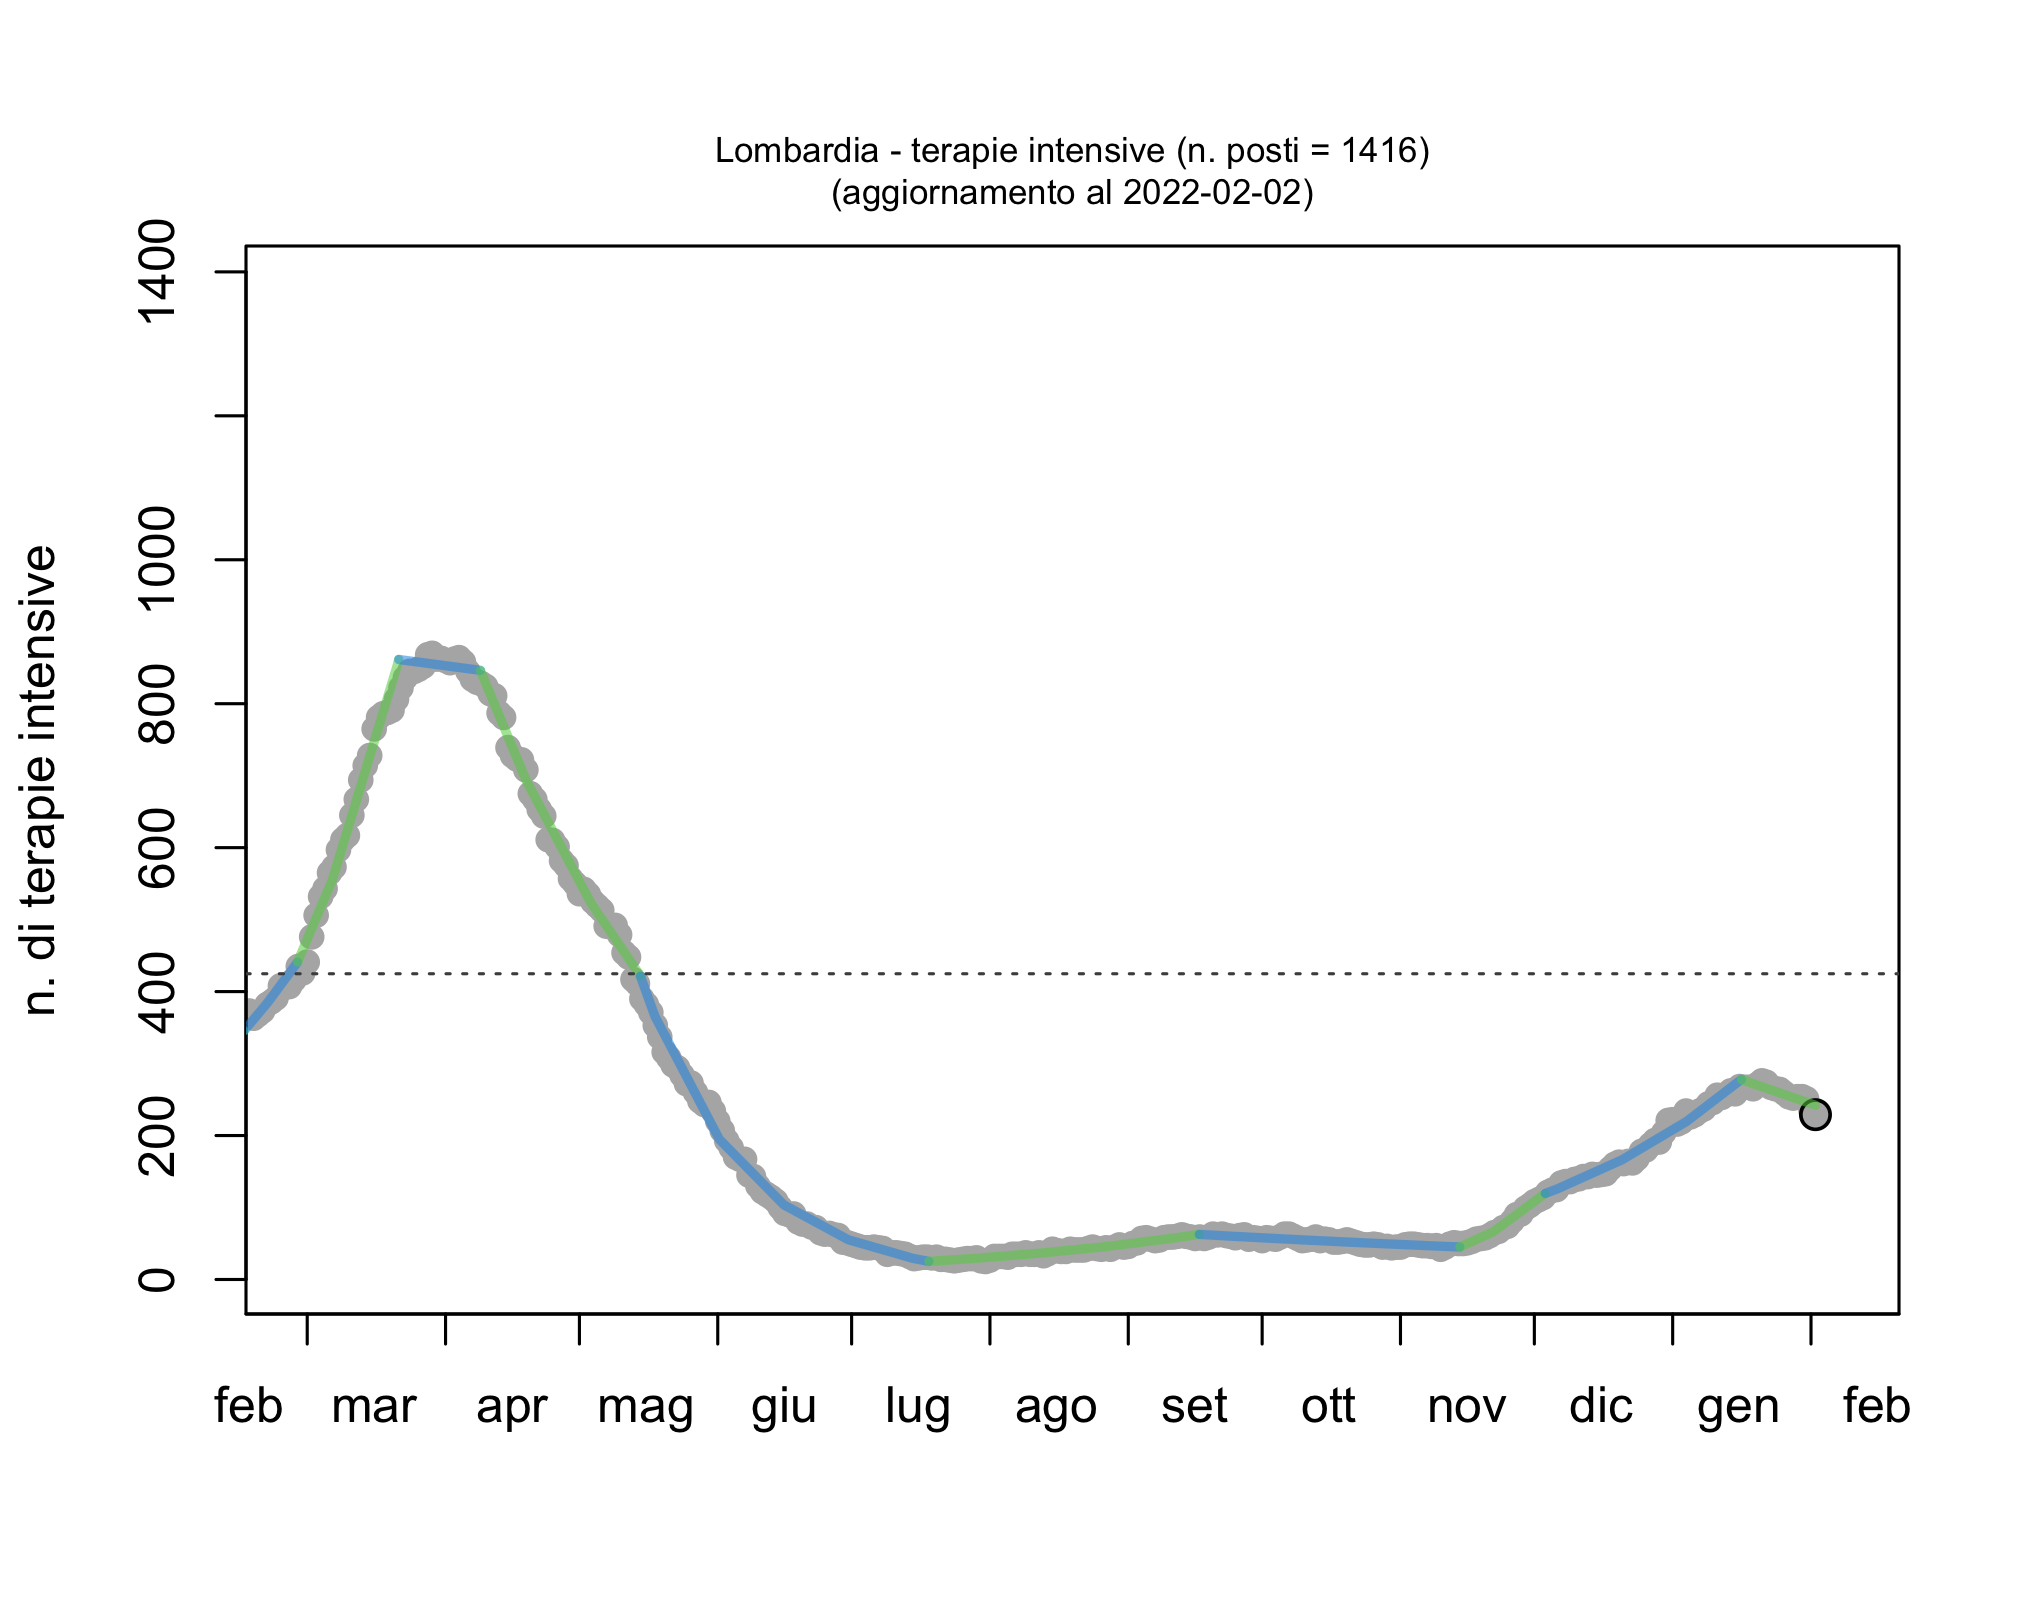 Lombardia - terapie intensive (n. posti = 1416)
(aggiornamento al 2022-02-02)
n. di terapie intensive
1400
1000
800
600
400
200
0
feb mar apr mag giu lug ago set ott nov dic gen feb